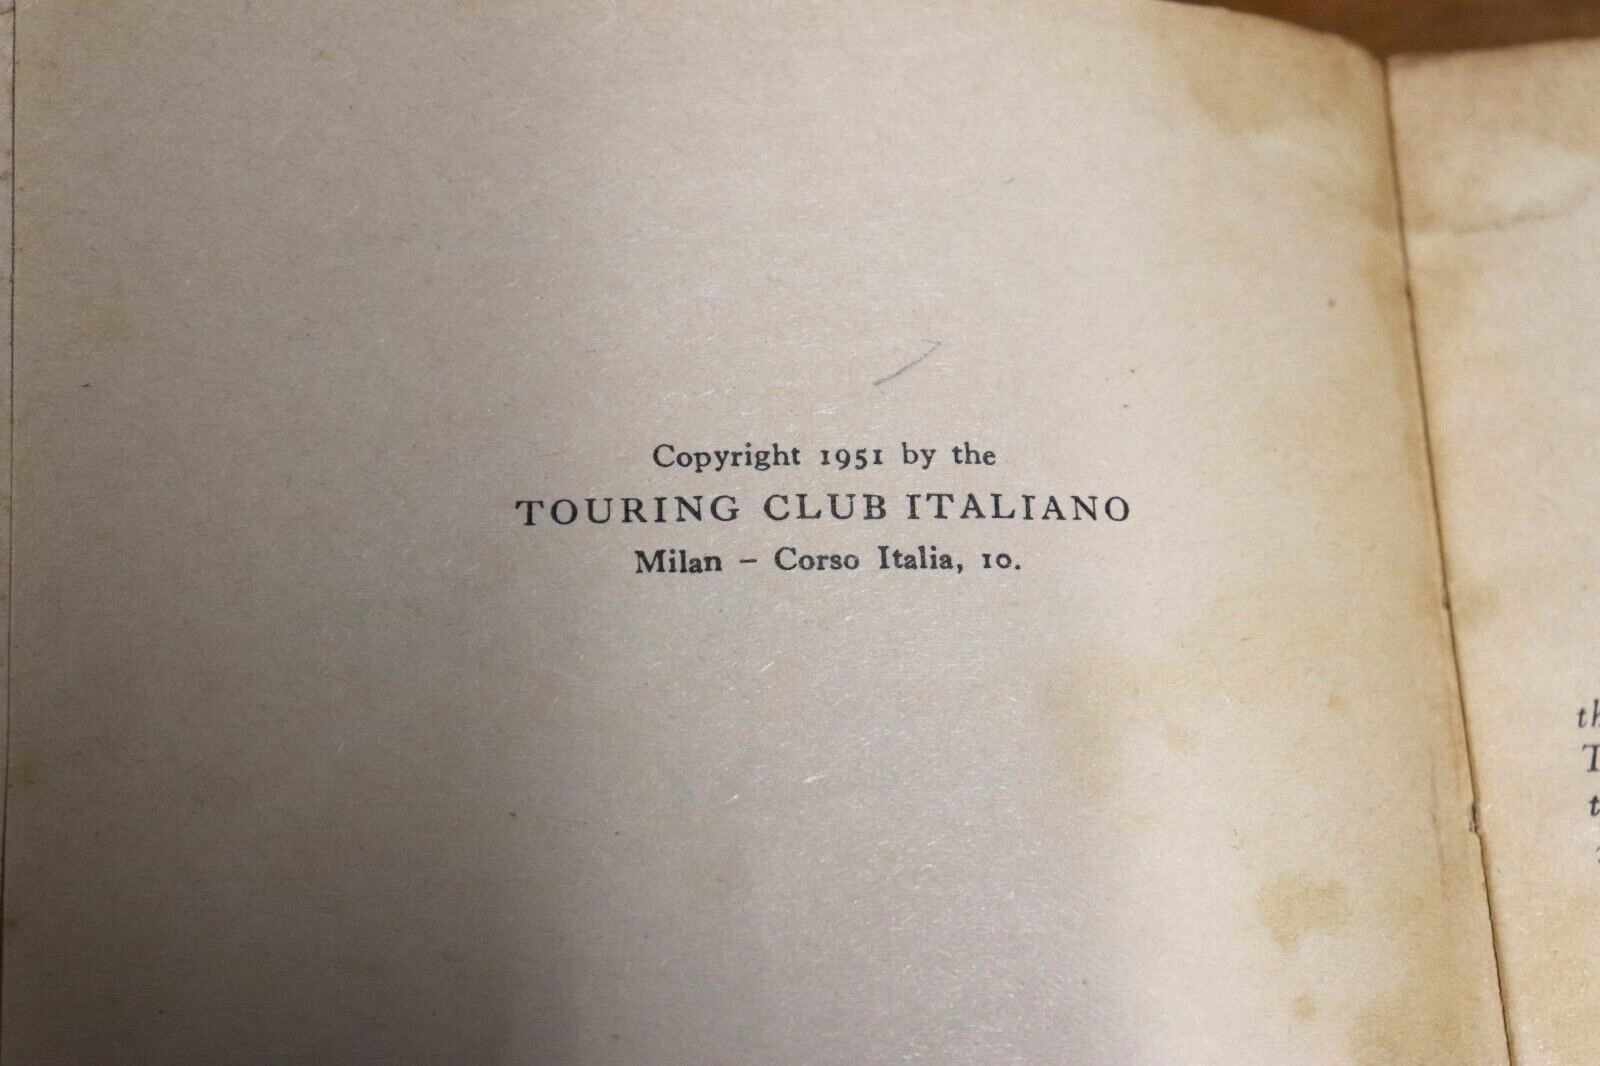 Copyright 1951 by the
TOURING CLUB ITALIANO
Milan – Corso Italia, 10.